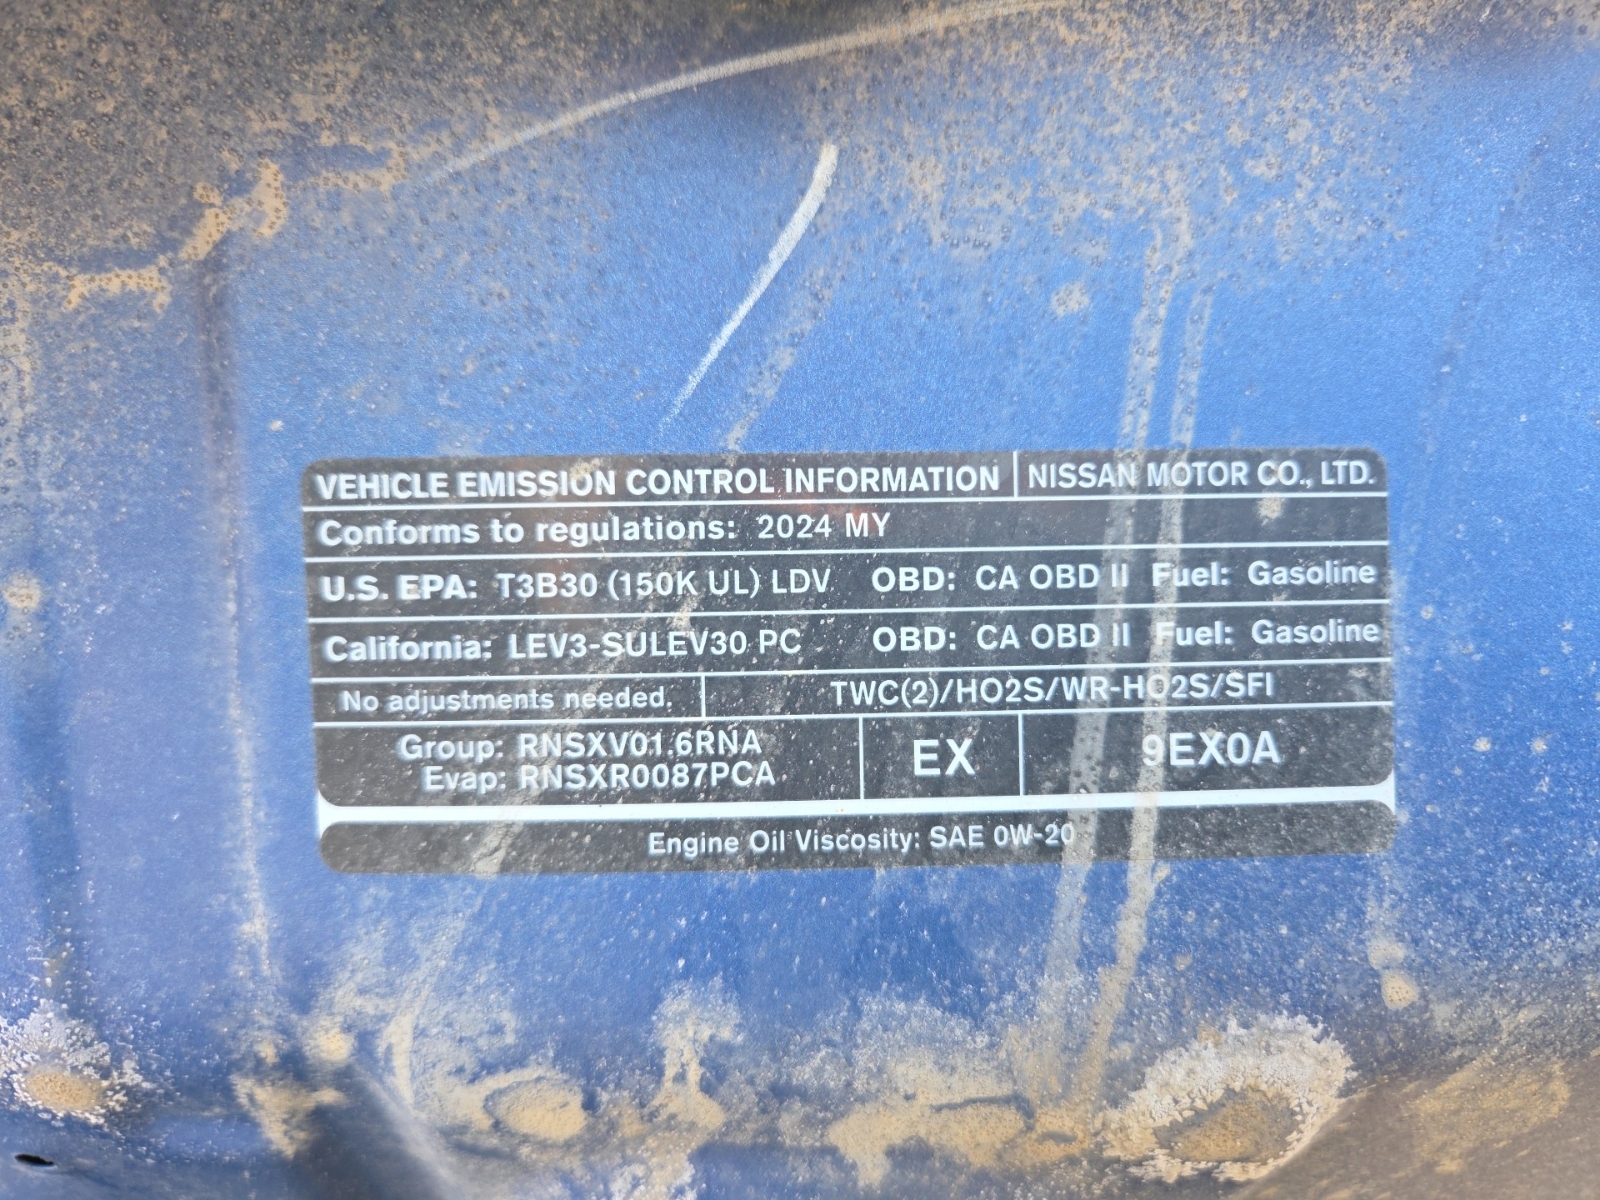 VEHICLE EMISSION CONTROL INFORMATION NISSAN MOTOR CO., LTD.
Conforms to regulations: 2024 MY
U.S. EPA: T3B30 (150K UL) LDV OBD: CA OBD II Fuel: Gasoline
California: LEV3-SULEV30 PC OBD: CA OBD II Fuel: Gasoline
No adjustments needed. TWC(2)/HO2S/WR-HO2S/SFI
Group: RNSXV01.6RNA
Evap: RNSXR0087PCA
EX
9EX0A
Engine Oil Viscosity: SAE 0W-20